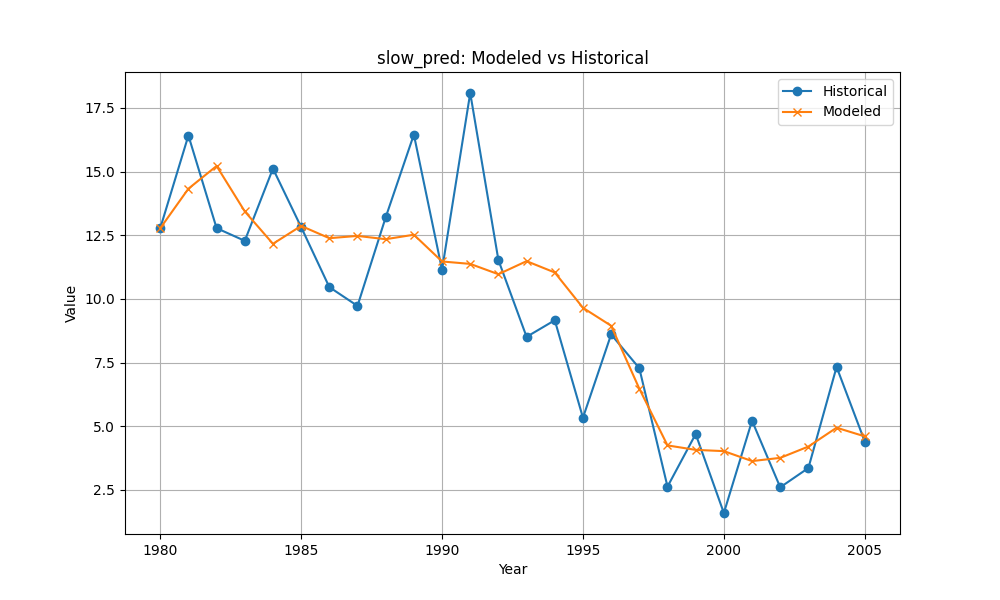 slow_pred: Modeled vs Historical
Historical
Modeled
17.5
15.0
12.5
10.0
7.5
5.0
2.5
Value
1980 1985 1990 1995 2000 2005
Year